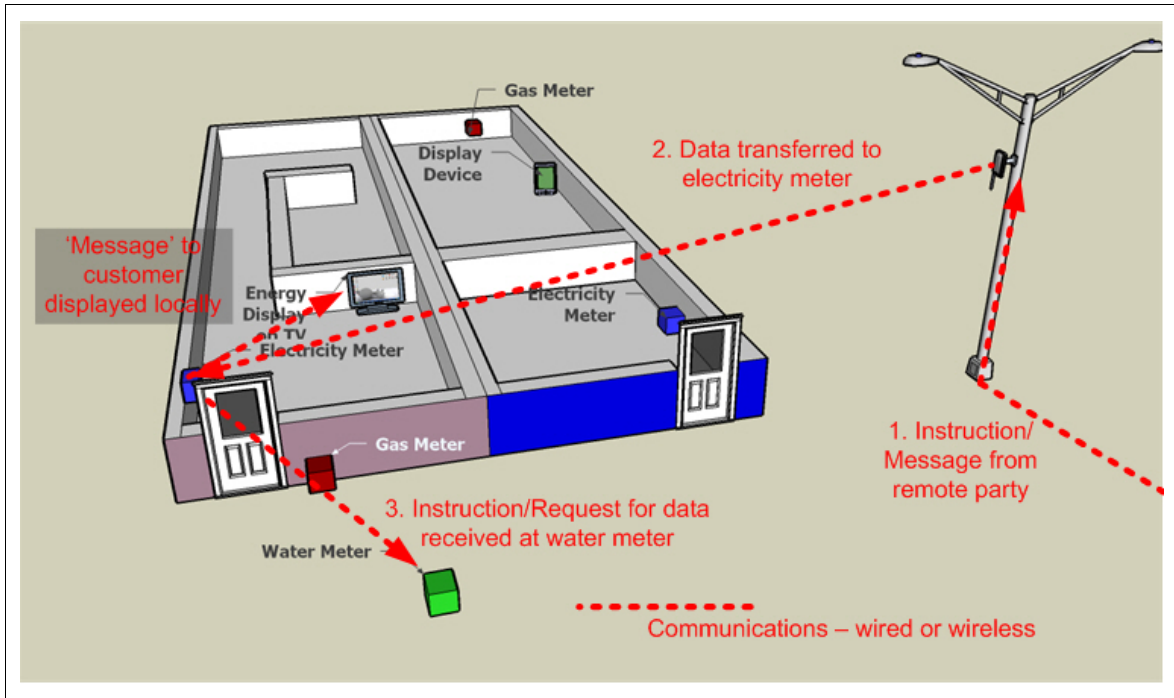 Gas Meter
Display
Device
2. Data transferred to
electricity meter
'Message' to
customer
displayed locally
Energy
Display
on TV
Electricity
Meter
Electricity Meter
Gas Meter
1. Instruction/
Message from
remote party
3. Instruction/Request for data
received at water meter
Water Meter
Communications – wired or wireless